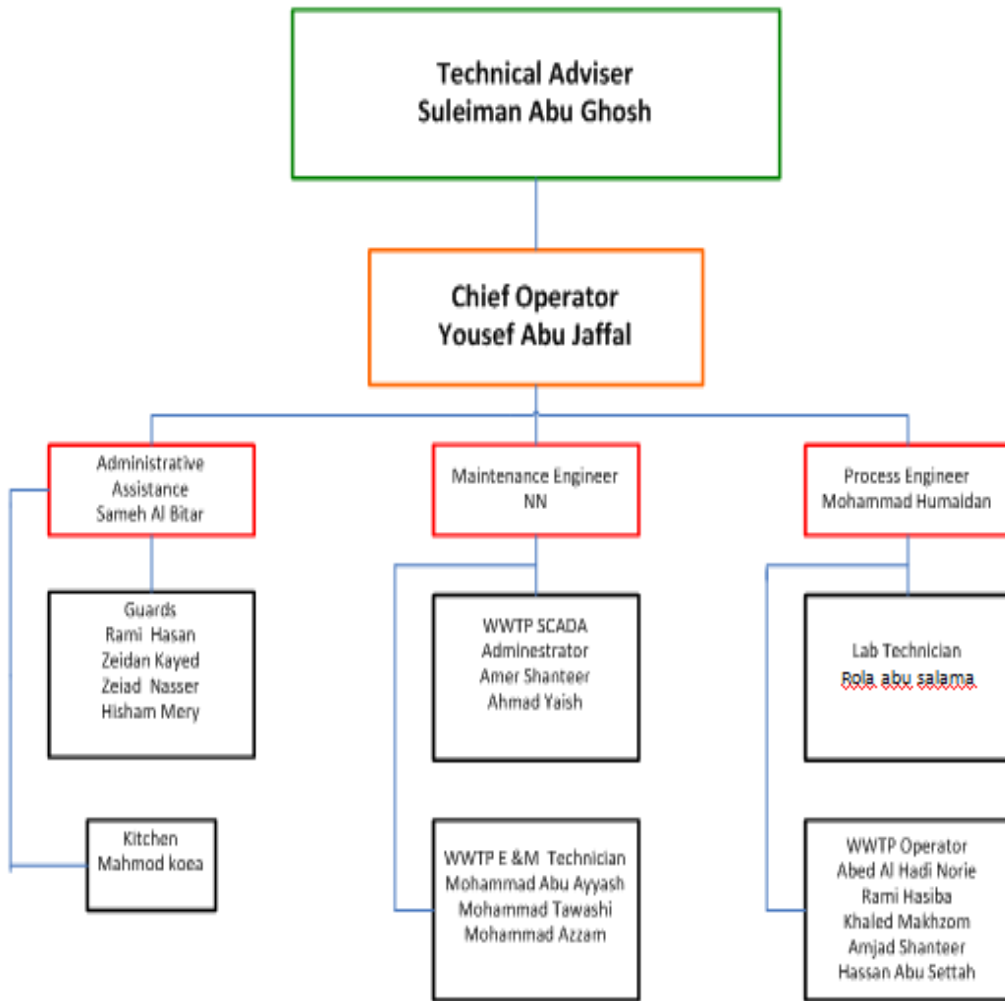 Technical Adviser
Suleiman Abu Ghosh
Chief Operator
Yousef Abu Jaffal
Administrative
Assistance
Sameh Al Bitar
Maintenance Engineer
NN
Process Engineer
Mohammad Humaidan
Guards
Rami Hasan
Zeidan Kayed
Zeiad Nasser
Hisham Mery
WWTP SCADA
Adminestrator
Amer Shanteer
Ahmad Yaish
Lab Technician
Rola abu salama
Kitchen
Mahmod koea
WWTP E &M Technician
Mohammad Abu Ayyash
Mohammad Tawashi
Mohammad Azzam
WWTP Operator
Abed Al Hadi Norie
Rami Hasiba
Khaled Makhzom
Amjad Shanteer
Hassan Abu Settah